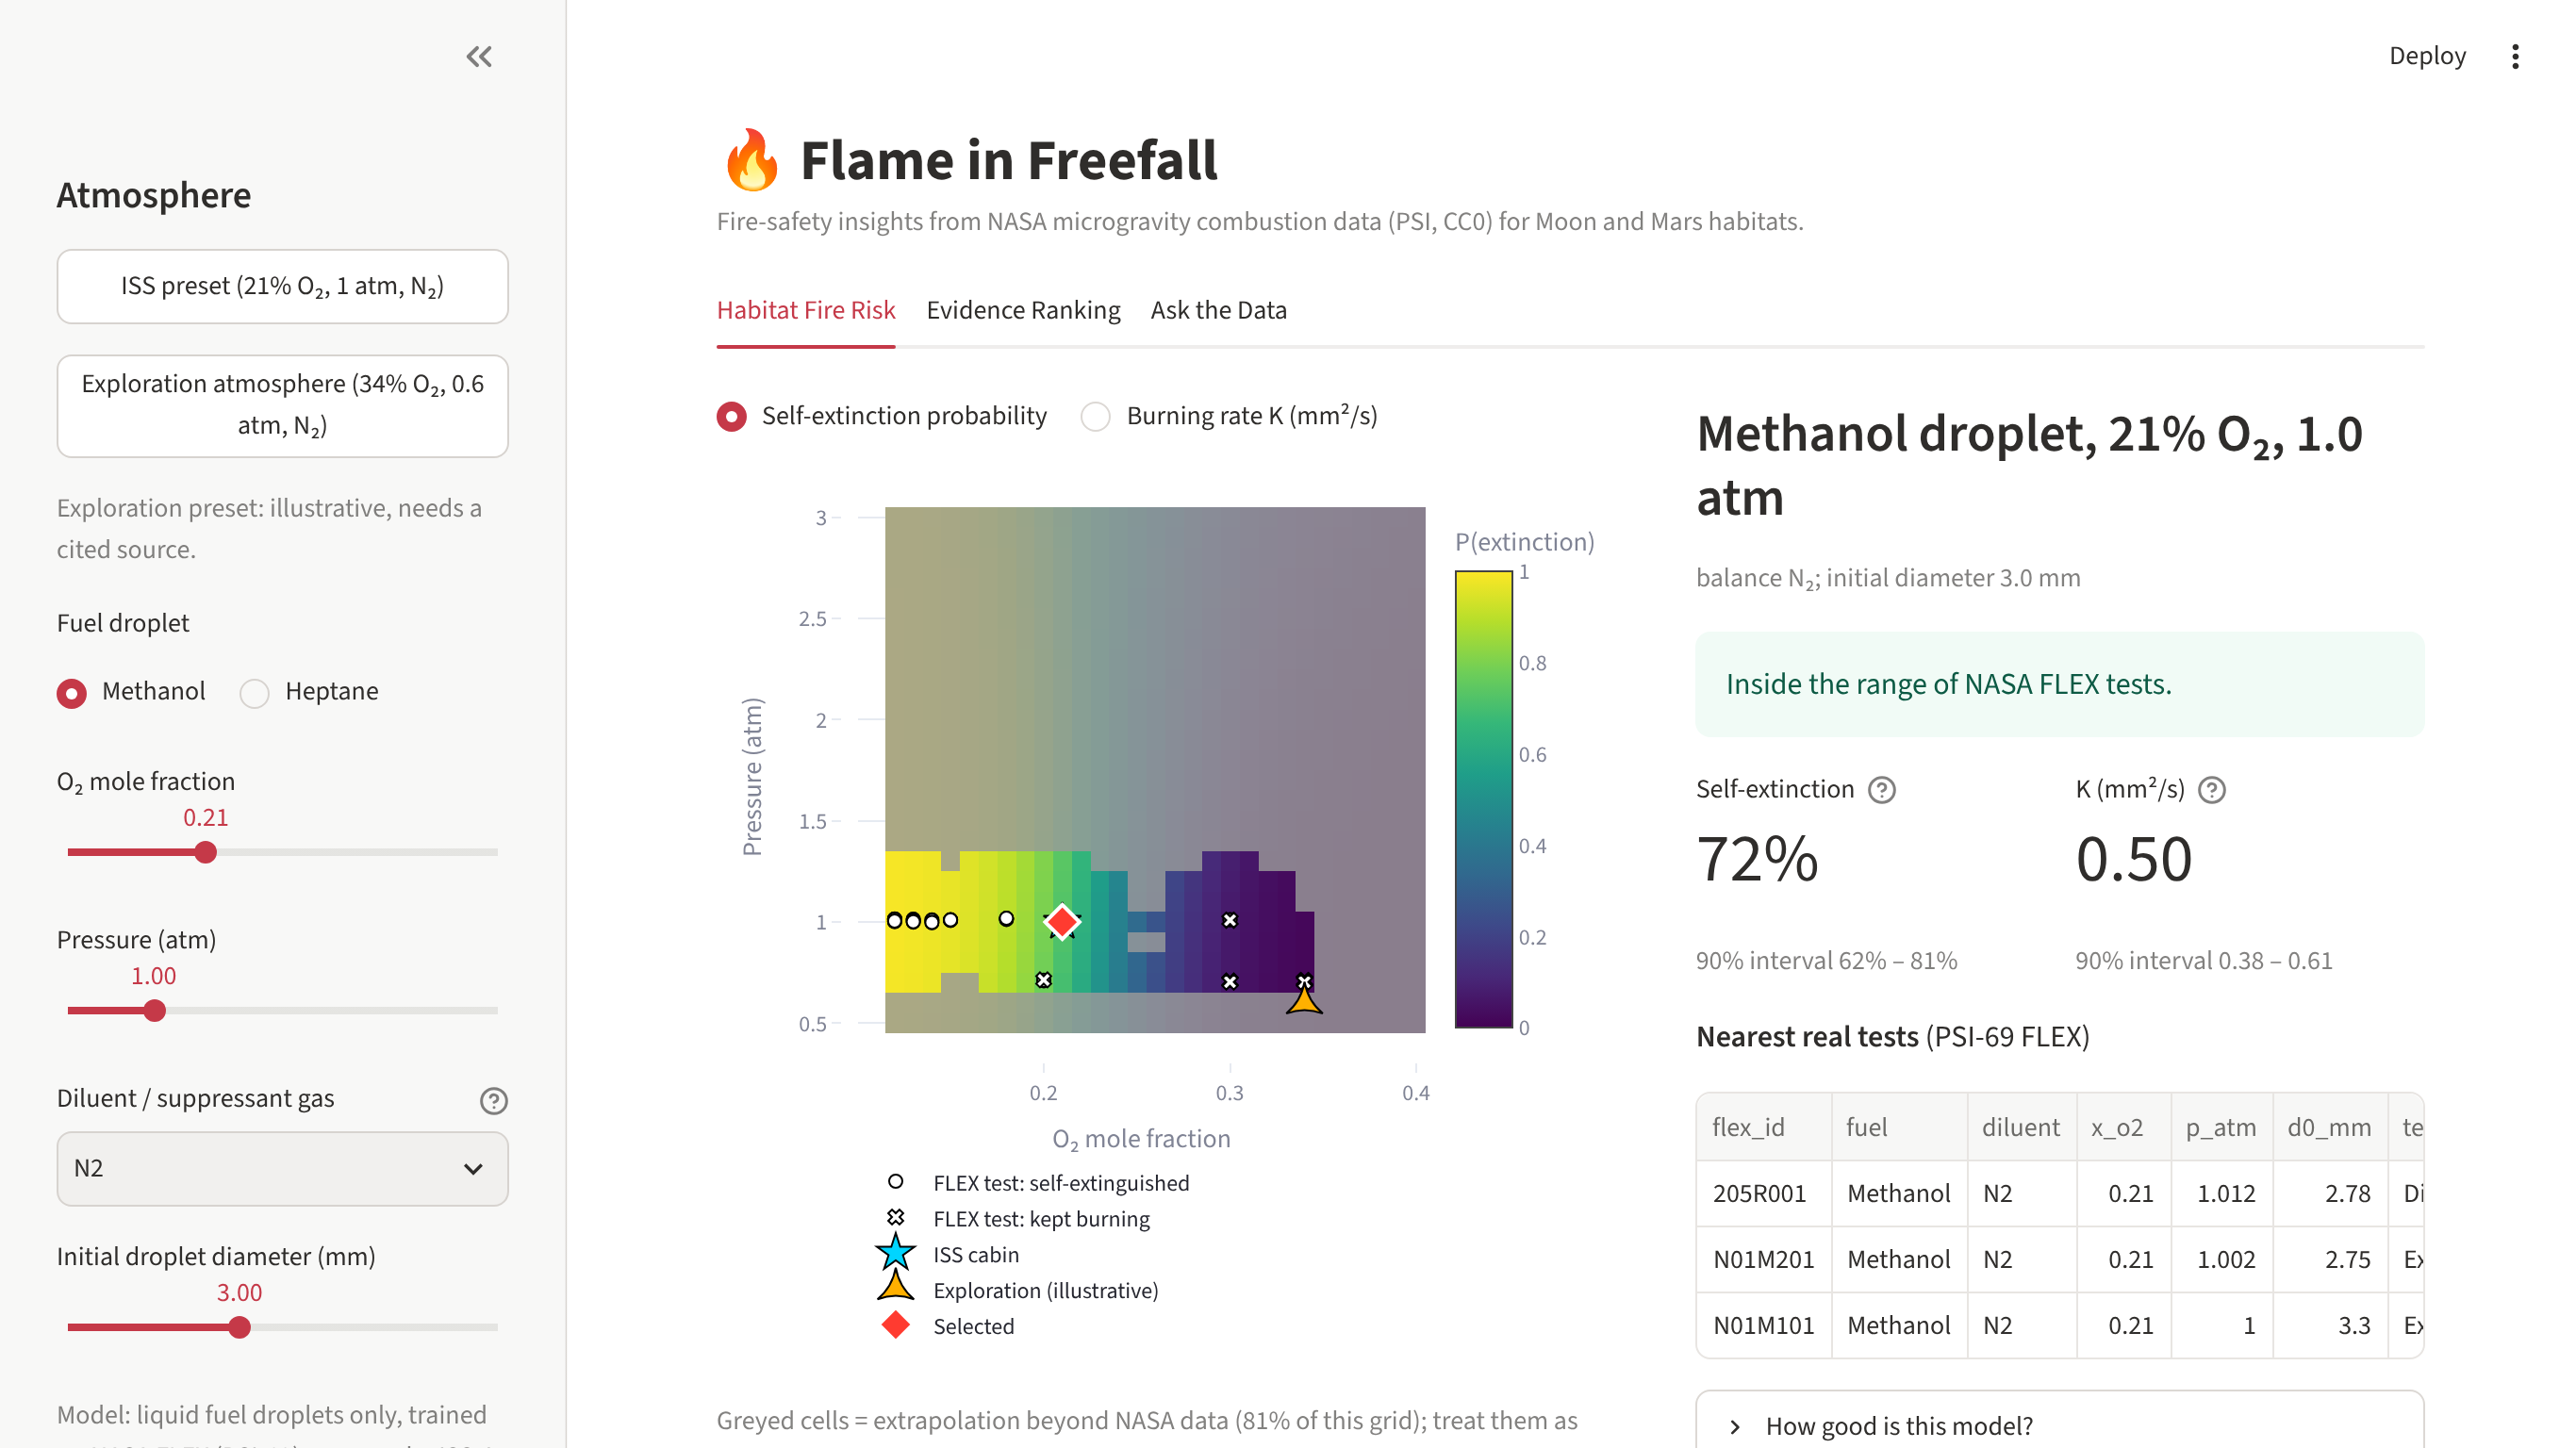 Deploy
Atmosphere
ISS preset (21% O₂, 1 atm, N₂)
Exploration atmosphere (34% O₂, 0.6
atm, N₂)
Exploration preset: illustrative, needs a
cited source.
Fuel droplet
Methanol
Heptane
O₂ mole fraction
0.21
Pressure (atm)
1.00
Diluent / suppressant gas
N2
Initial droplet diameter (mm)
3.00
Model: liquid fuel droplets only, trained
🔥 Flame in Freefall
Fire-safety insights from NASA microgravity combustion data (PSI, CC0) for Moon and Mars habitats.
Habitat Fire Risk Evidence Ranking Ask the Data
Self-extinction probability
Burning rate K (mm²/s)
P(extinction)
1
0.8
0.6
0.4
0.2
0
Pressure (atm)
3
2.5
2
1.5
1
0.5
0.2 0.3 0.4
O₂ mole fraction
FLEX test: self-extinguished
FLEX test: kept burning
ISS cabin
Exploration (illustrative)
Selected
Greyed cells = extrapolation beyond NASA data (81% of this grid); treat them as
Methanol droplet, 21% O₂, 1.0
atm
balance N₂; initial diameter 3.0 mm
Inside the range of NASA FLEX tests.
Self-extinction
72%
90% interval 62% – 81%
K (mm²/s)
0.50
90% interval 0.38 – 0.61
Nearest real tests (PSI-69 FLEX)
flex_id fuel diluent x_o2 p_atm d0_mm te
205R001 Methanol N2 0.21 1.012 2.78 Di
N01M201 Methanol N2 0.21 1.002 2.75 Ex
N01M101 Methanol N2 0.21 1 3.3 Ex
How good is this model?